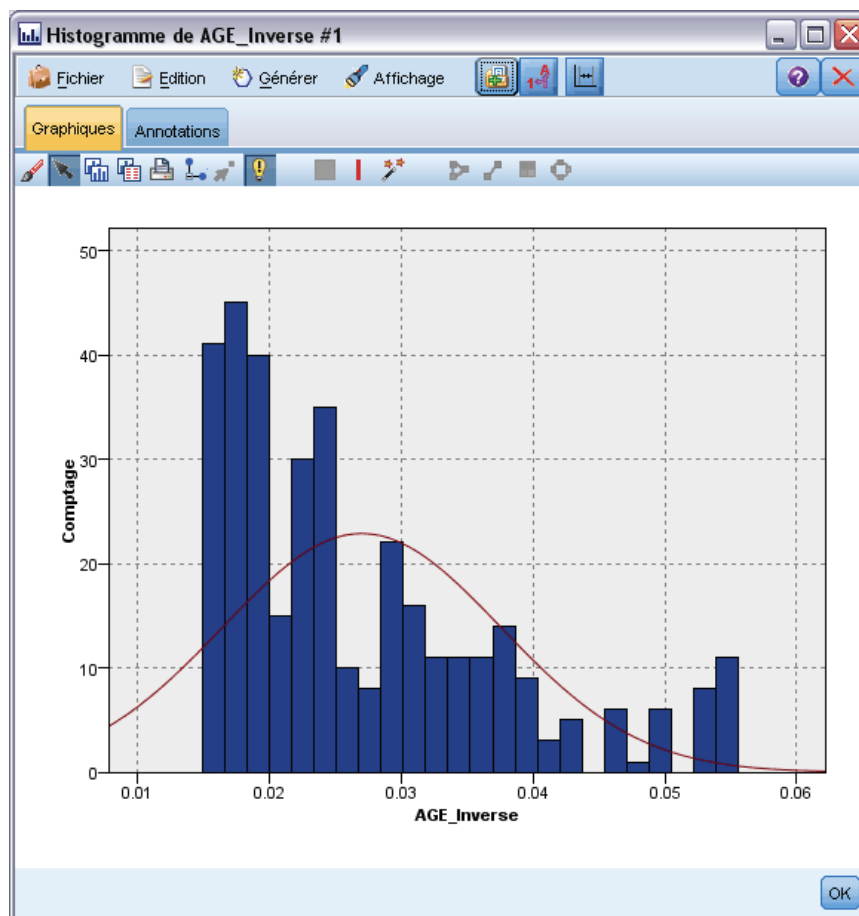 Histogramme de AGE_Inverse #1
Fichier Edition Générer Affichage
Graphiques Annotations
50
40
30
20
10
0
Comptage
0.01 0.02 0.03 0.04 0.05 0.06
AGE_Inverse
OK